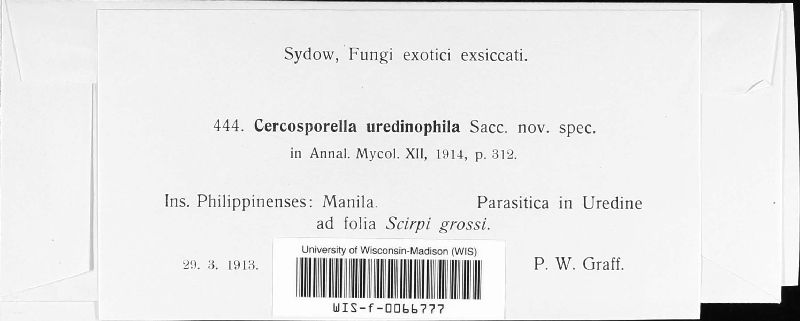 Sydow, Fungi exotici exsiccati.
444. Cercosporella uredinophila Sacc. nov. spec.
in Annal. Mycol. XII, 1914, p. 312.
Ins. Philippinenses: Manila. Parasitica in Uredine
ad folia Scirpi grossi.
29. 3. 1913. P. W. Graff.
University of Wisconsin-Madison (WIS)
WIS-f-0066777